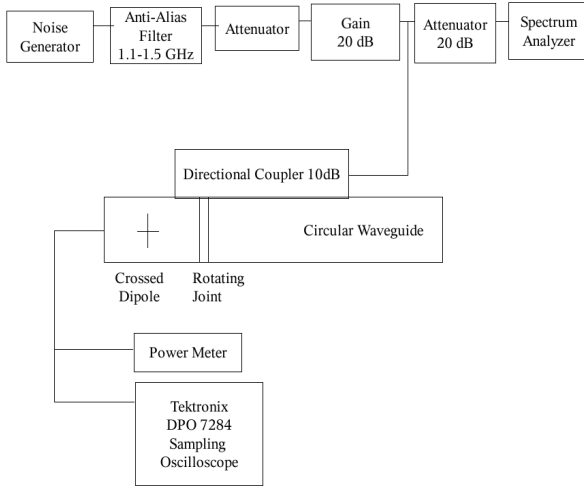 Noise
Generator
Anti-Alias
Filter
1.1-1.5 GHz
Attenuator
Gain
20 dB
Attenuator
20 dB
Spectrum
Analyzer
Directional Coupler 10dB
Circular Waveguide
Crossed
Dipole
Rotating
Joint
Power Meter
Tektronix
DPO 7284
Sampling
Oscilloscope